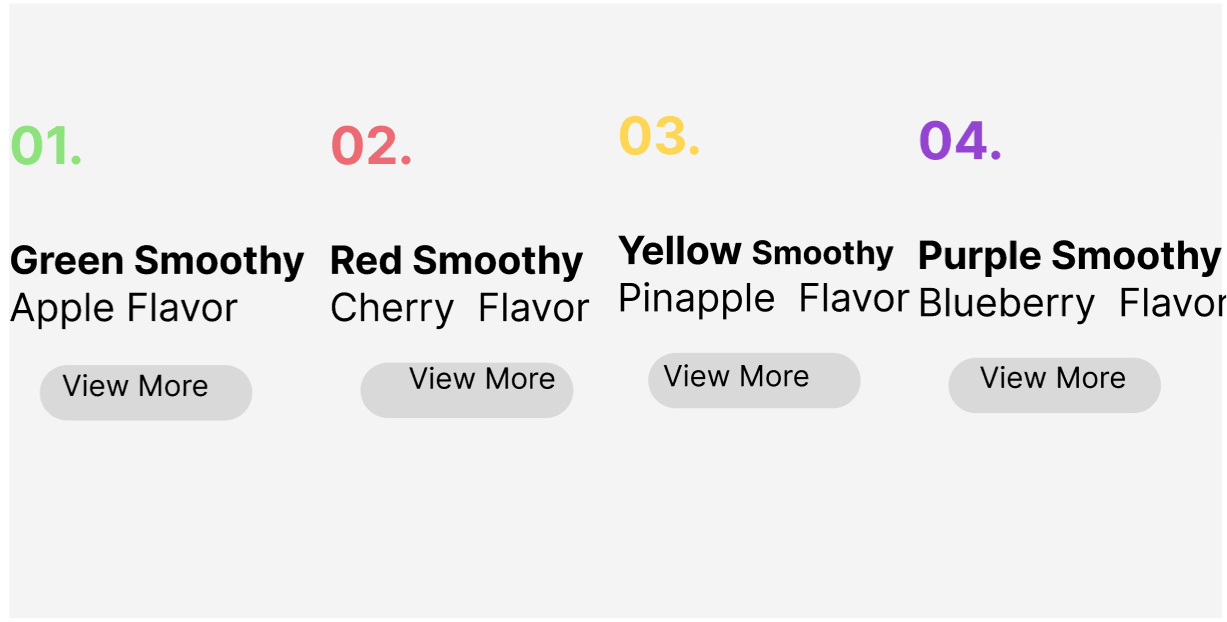 01.
Green Smoothy
Apple Flavor
View More
02.
Red Smoothy
Cherry Flavor
View More
03.
Yellow Smoothy
Pinapple Flavor
View More
04.
Purple Smoothy
Blueberry Flavor
View More